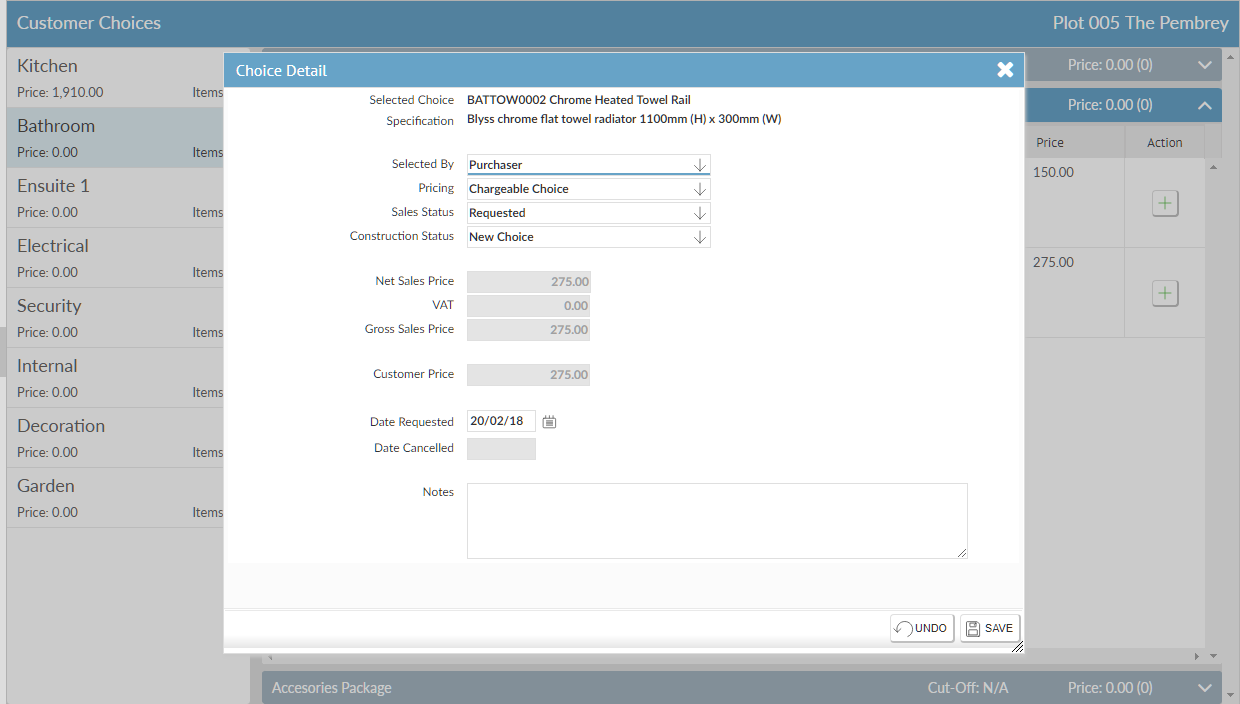 Customer Choices Plot 005 The Pembrey
Kitchen
Price: 1,910.00 Items
Bathroom
Price: 0.00 Items
Ensuite 1
Price: 0.00 Items
Electrical
Price: 0.00 Items
Security
Price: 0.00 Items
Internal
Price: 0.00 Items
Decoration
Price: 0.00 Items
Garden
Price: 0.00 Items
Price: 0.00 (0)
Price: 0.00 (0)
Price Action
150.00
275.00
Choice Detail
Selected Choice BATTOW0002 Chrome Heated Towel Rail
Specification Blyss chrome flat towel radiator 1100mm (H) x 300mm (W)
Selected By Purchaser
Pricing Chargeable Choice
Sales Status Requested
Construction Status New Choice
Net Sales Price 275.00
VAT 0.00
Gross Sales Price 275.00
Customer Price 275.00
Date Requested 20/02/18
Date Cancelled
Notes
UNDO SAVE
Accesories Package Cut-Off: N/A Price: 0.00 (0)